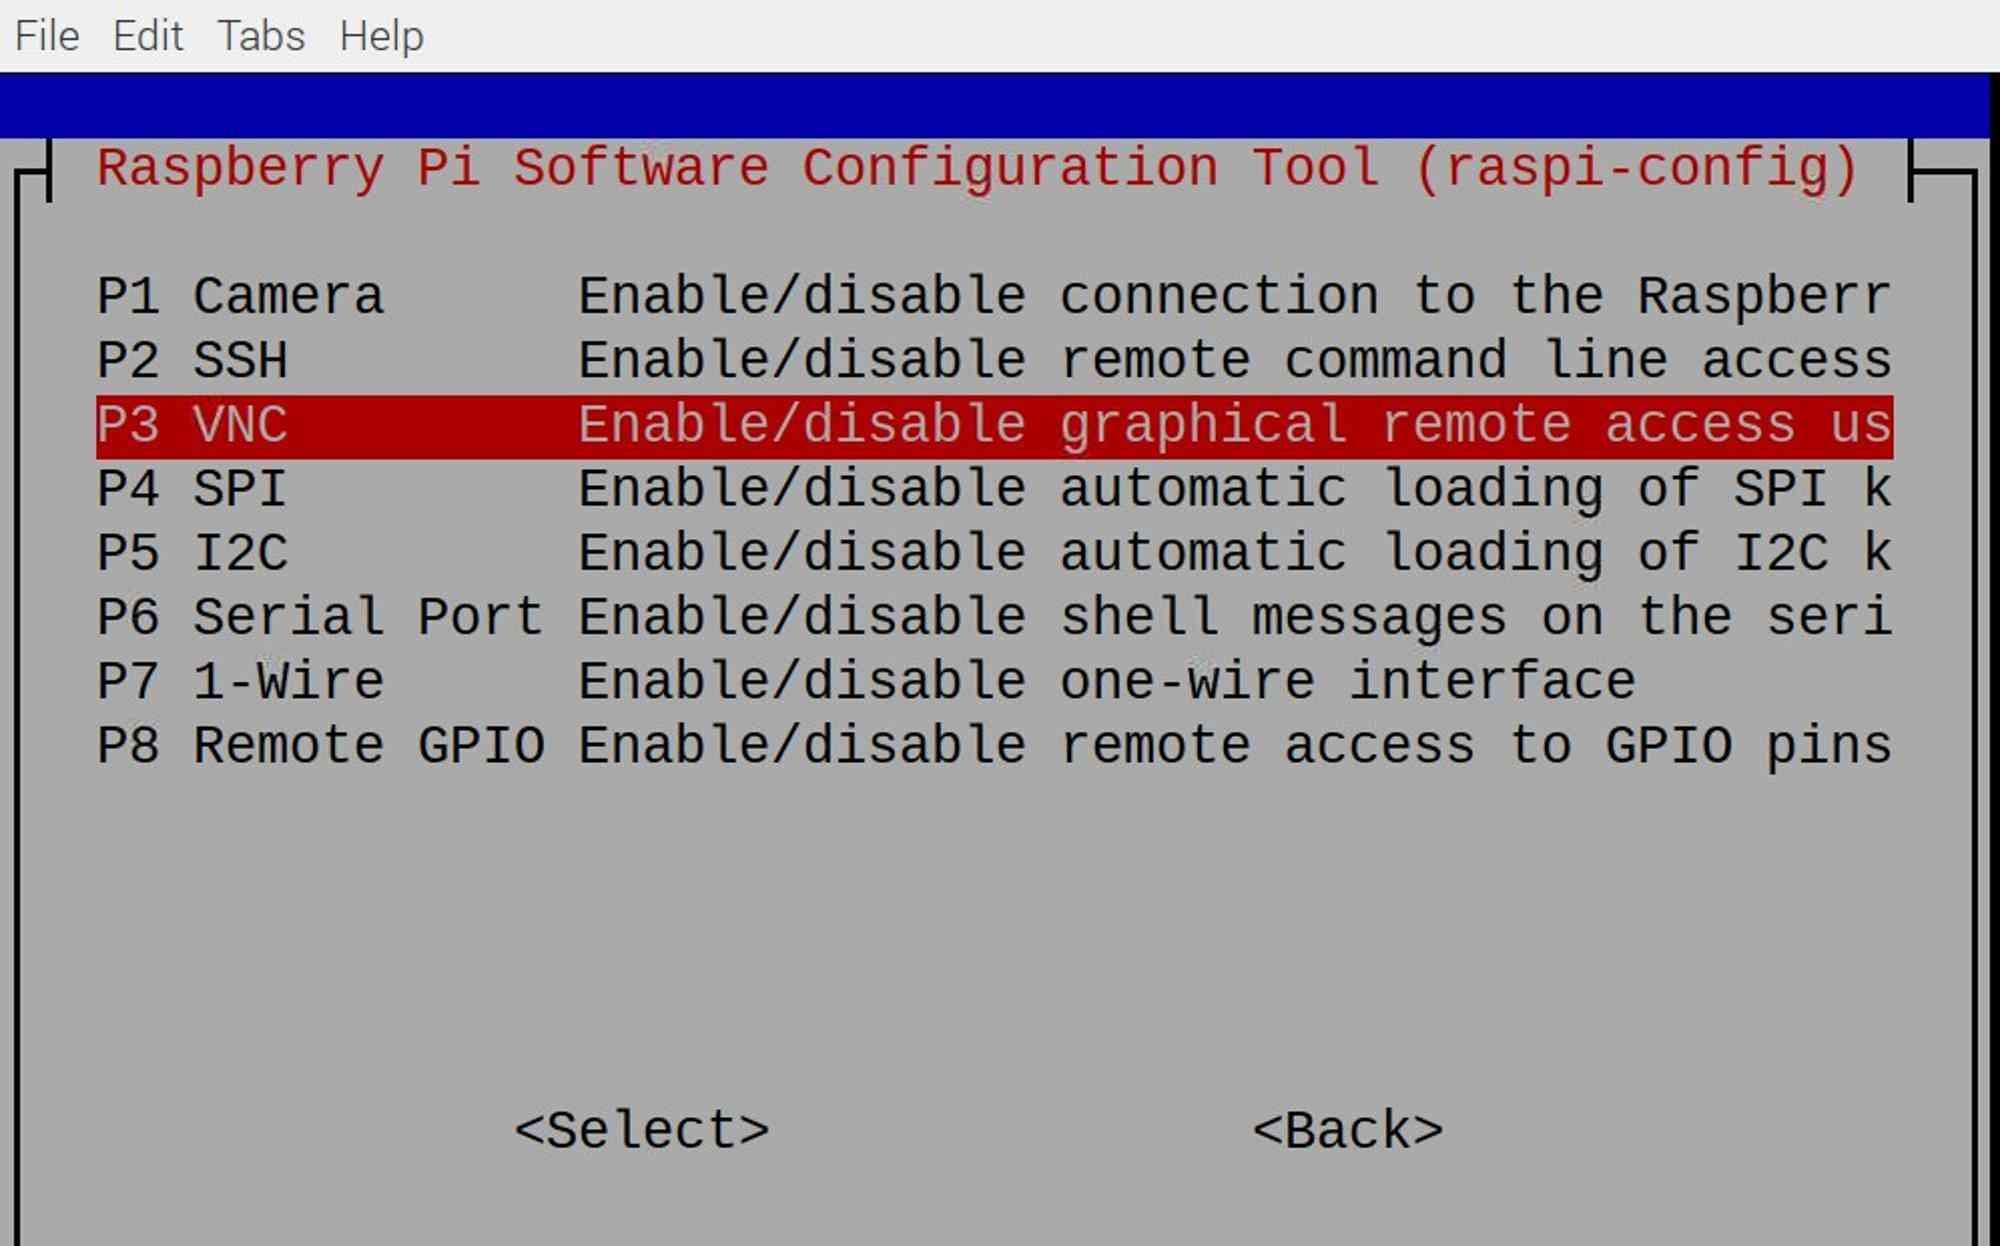 File Edit Tabs Help
Raspberry Pi Software Configuration Tool (raspi-config)
P1 Camera Enable/disable connection to the Raspberr
P2 SSH Enable/disable remote command line access
P3 VNC Enable/disable graphical remote access us
P4 SPI Enable/disable automatic loading of SPI k
P5 I2C Enable/disable automatic loading of I2C k
P6 Serial Port Enable/disable shell messages on the seri
P7 1-Wire Enable/disable one-wire interface
P8 Remote GPIO Enable/disable remote access to GPIO pins
<Select> <Back>